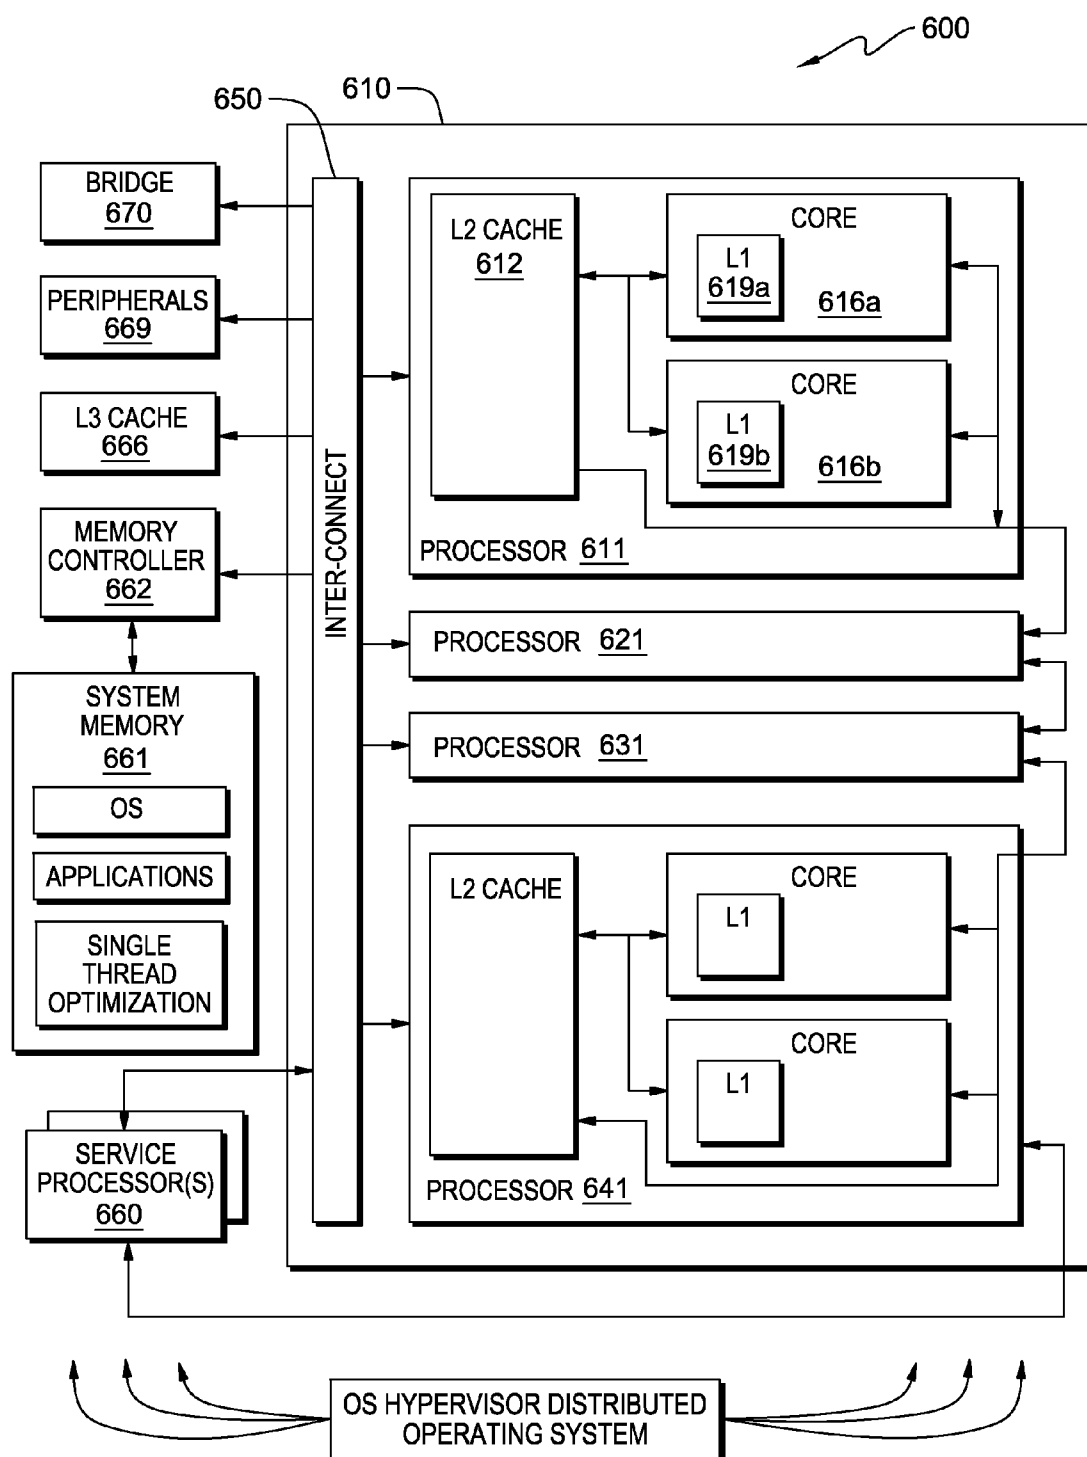 600
650
610
BRIDGE
670
PERIPHERALS
669
L3 CACHE
666
MEMORY
CONTROLLER
662
SYSTEM
MEMORY
661
OS
APPLICATIONS
SINGLE
THREAD
OPTIMIZATION
SERVICE
PROCESSOR(S)
660
INTER-CONNECT
L2 CACHE
612
CORE
L1
619a
616a
CORE
L1
619b
616b
PROCESSOR 611
PROCESSOR 621
PROCESSOR 631
L2 CACHE
CORE
L1
CORE
L1
PROCESSOR 641
OS HYPERVISOR DISTRIBUTED
OPERATING SYSTEM